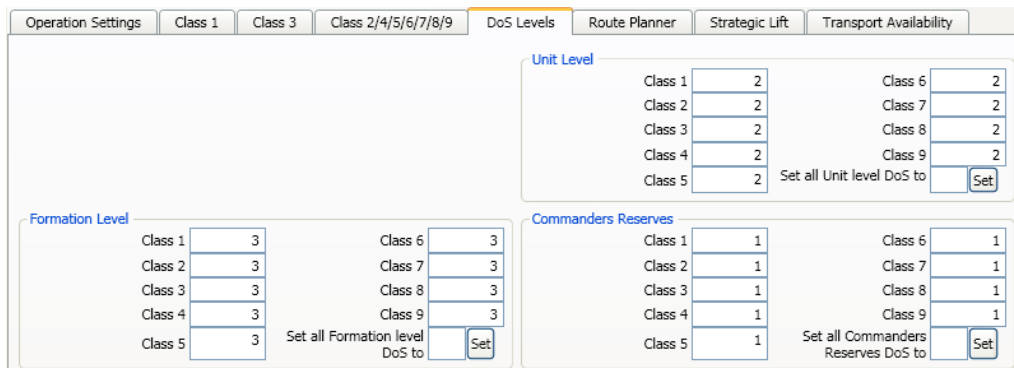 Operation Settings Class 1 Class 3 Class 2/4/5/6/7/8/9 DoS Levels Route Planner Strategic Lift Transport Availability
Unit Level
Class 1 2 Class 6 2
Class 2 2 Class 7 2
Class 3 2 Class 8 2
Class 4 2 Class 9 2
Class 5 2 Set all Unit level DoS to Set
Formation Level
Class 1 3 Class 6 3
Class 2 3 Class 7 3
Class 3 3 Class 8 3
Class 4 3 Class 9 3
Class 5 3 Set all Formation level
DoS to Set
Commanders Reserves
Class 1 1 Class 6 1
Class 2 1 Class 7 1
Class 3 1 Class 8 1
Class 4 1 Class 9 1
Class 5 1 Set all Commanders
Reserves DoS to Set